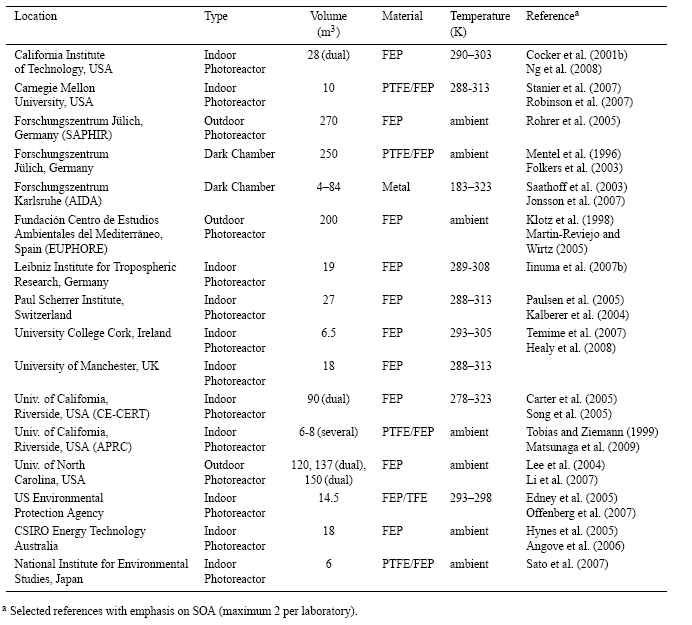 Location Type Volume Material Temperature Reference^a
(m³) (K)
California Institute Indoor 28 (dual) FEP 290–303 Cocker et al. (2001b)
of Technology, USA Photoreactor Ng et al. (2008)
Carnegie Mellon Indoor 10 PTFE/FEP 288-313 Stanier et al. (2007)
University, USA Photoreactor Robinson et al. (2007)
Forschungszentrum Jülich, Outdoor 270 FEP ambient Rohrer et al. (2005)
Germany (SAPHIR) Photoreactor
Forschungszentrum Dark Chamber 250 PTFE/FEP ambient Mentel et al. (1996)
Jülich, Germany Folkers et al. (2003)
Forschungszentrum Dark Chamber 4–84 Metal 183–323 Saathoff et al. (2003)
Karlsruhe (AIDA) Jonsson et al. (2007)
Fundación Centro de Estudios Outdoor 200 FEP ambient Klotz et al. (1998)
Ambientales del Mediterráneo, Photoreactor Martin-Reviejo and
Spain (EUPHORE) Wirtz (2005)
Leibniz Institute for Tropospheric Indoor 19 FEP 289-308 Iinuma et al. (2007b)
Research, Germany Photoreactor
Paul Scherrer Institute, Indoor 27 FEP 288–313 Paulsen et al. (2005)
Switzerland Photoreactor Kalberer et al. (2004)
University College Cork, Ireland Indoor 6.5 FEP 293–305 Temime et al. (2007)
Photoreactor Healy et al. (2008)
University of Manchester, UK Indoor 18 FEP 288–313
Photoreactor
Univ. of California, Indoor 90 (dual) FEP 278–323 Carter et al. (2005)
Riverside, USA (CE-CERT) Photoreactor Song et al. (2005)
Univ. of California, Indoor 6-8 (several) PTFE/FEP ambient Tobias and Ziemann (1999)
Riverside, USA (APRC) Photoreactor Matsunaga et al. (2009)
Univ. of North Outdoor 120, 137 (dual), FEP ambient Lee et al. (2004)
Carolina, USA Photoreactor 150 (dual) Li et al. (2007)
US Environmental Indoor 14.5 FEP/TFE 293–298 Edney et al. (2005)
Protection Agency Photoreactor Offenberg et al. (2007)
CSIRO Energy Technology Indoor 18 FEP ambient Hynes et al. (2005)
Australia Photoreactor Angove et al. (2006)
National Institute for Environmental Indoor 6 PTFE/FEP ambient Sato et al. (2007)
Studies, Japan Photoreactor
^a Selected references with emphasis on SOA (maximum 2 per laboratory).